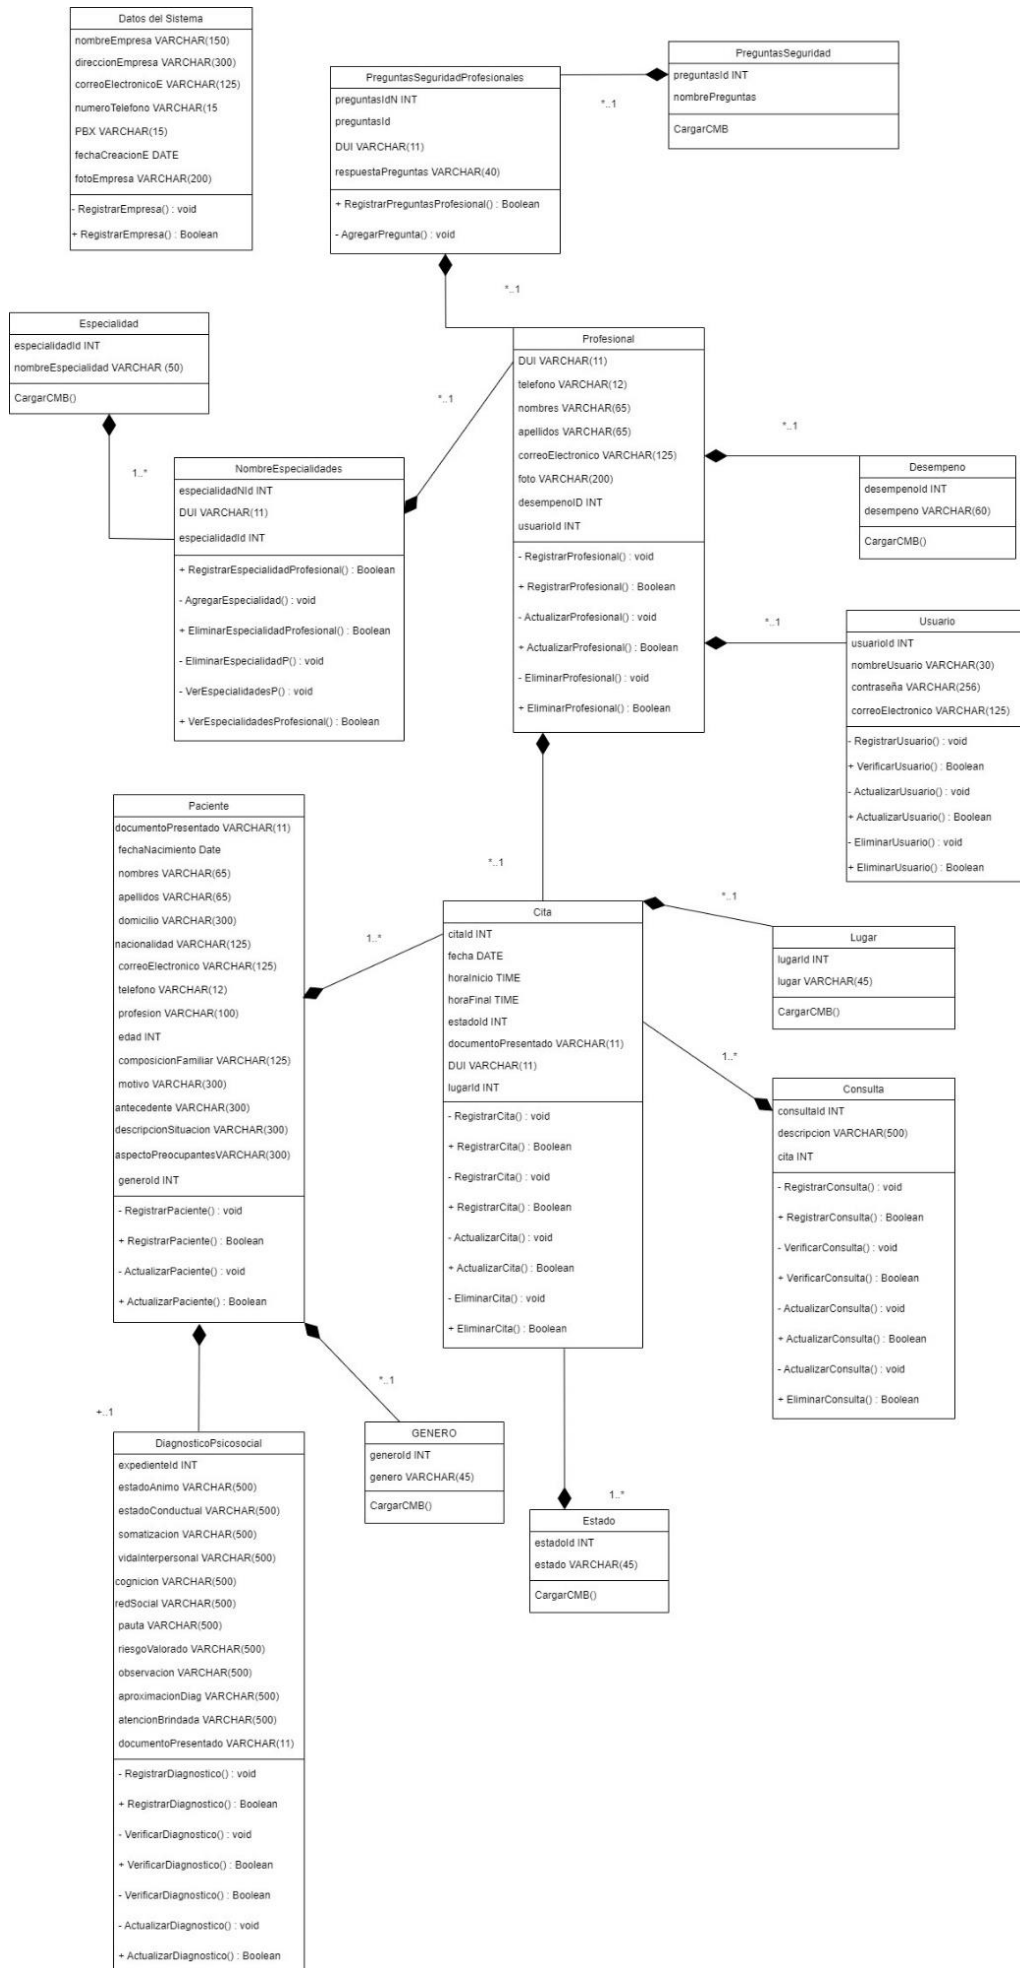 Datos del Sistema
nombreEmpresa VARCHAR(150)
direccionEmpresa VARCHAR(300)
correoElectronicoE VARCHAR(125)
numeroTelefono VARCHAR(15
PBX VARCHAR(15)
fechaCreacionE DATE
fotoEmpresa VARCHAR(200)
- RegistrarEmpresa() : void
+ RegistrarEmpresa() : Boolean
PreguntasSeguridadProfesionales
preguntasIdN INT
preguntasId
DUI VARCHAR(11)
respuestaPreguntas VARCHAR(40)
+ RegistrarPreguntasProfesional() : Boolean
- AgregarPregunta() : void
*..1
PreguntasSeguridad
preguntasId INT
nombrePreguntas
CargarCMB
*..1
Especialidad
especialidadId INT
nombreEspecialidad VARCHAR (50)
CargarCMB()
1..*
NombreEspecialidades
especialidadNId INT
DUI VARCHAR(11)
especialidadId INT
+ RegistrarEspecialidadProfesional() : Boolean
- AgregarEspecialidad() : void
+ EliminarEspecialidadProfesional() : Boolean
- EliminarEspecialidadP() : void
- VerEspecialidadesP() : void
+ VerEspecialidadesProfesional() : Boolean
*..1
Profesional
DUI VARCHAR(11)
telefono VARCHAR(12)
nombres VARCHAR(65)
apellidos VARCHAR(65)
correoElectronico VARCHAR(125)
foto VARCHAR(200)
desempenoID INT
usuarioId INT
- RegistrarProfesional() : void
+ RegistrarProfesional() : Boolean
- ActualizarProfesional() : void
+ ActualizarProfesional() : Boolean
- EliminarProfesional() : void
+ EliminarProfesional() : Boolean
*..1
Desempeno
desempenoId INT
desempeno VARCHAR(60)
CargarCMB()
*..1
Usuario
usuarioId INT
nombreUsuario VARCHAR(30)
contraseña VARCHAR(256)
correoElectronico VARCHAR(125)
- RegistrarUsuario() : void
+ VerificarUsuario() : Boolean
- ActualizarUsuario() : void
+ ActualizarUsuario() : Boolean
- EliminarUsuario() : void
+ EliminarUsuario() : Boolean
*..1
Paciente
documentoPresentado VARCHAR(11)
fechaNacimiento Date
nombres VARCHAR(65)
apellidos VARCHAR(65)
domicilio VARCHAR(300)
nacionalidad VARCHAR(125)
correoElectronico VARCHAR(125)
telefono VARCHAR(12)
profesion VARCHAR(100)
edad INT
composicionFamiliar VARCHAR(125)
motivo VARCHAR(300)
antecedente VARCHAR(300)
descripcionSituacion VARCHAR(300)
aspectoPreocupantesVARCHAR(300)
generoId INT
- RegistrarPaciente() : void
+ RegistrarPaciente() : Boolean
- ActualizarPaciente() : void
+ ActualizarPaciente() : Boolean
1..*
Cita
citaId INT
fecha DATE
horaInicio TIME
horaFinal TIME
estadoId INT
documentoPresentado VARCHAR(11)
DUI VARCHAR(11)
lugarId INT
- RegistrarCita() : void
+ RegistrarCita() : Boolean
- RegistrarCita() : void
+ RegistrarCita() : Boolean
- ActualizarCita() : void
+ ActualizarCita() : Boolean
- EliminarCita() : void
+ EliminarCita() : Boolean
*..1
Lugar
lugarId INT
lugar VARCHAR(45)
CargarCMB()
1..*
Consulta
consultaId INT
descripcion VARCHAR(500)
cita INT
- RegistrarConsulta() : void
+ RegistrarConsulta() : Boolean
- VerificarConsulta() : void
+ VerificarConsulta() : Boolean
- ActualizarConsulta() : void
+ ActualizarConsulta() : Boolean
- ActualizarConsulta() : void
+ EliminarConsulta() : Boolean
*..1
+..1
GENERO
generoId INT
genero VARCHAR(45)
CargarCMB()
DiagnosticoPsicosocial
expedienteId INT
estadoAnimo VARCHAR(500)
estadoConductual VARCHAR(500)
somatizacion VARCHAR(500)
vidaInterpersonal VARCHAR(500)
cognicion VARCHAR(500)
redSocial VARCHAR(500)
pauta VARCHAR(500)
riesgoValorado VARCHAR(500)
observacion VARCHAR(500)
aproximacionDiag VARCHAR(500)
atencionBrindada VARCHAR(500)
documentoPresentado VARCHAR(11)
- RegistrarDiagnostico() : void
+ RegistrarDiagnostico() : Boolean
- VerificarDiagnostico() : void
+ VerificarDiagnostico() : Boolean
- VerificarDiagnostico() : Boolean
- ActualizarDiagnostico() : void
+ ActualizarDiagnostico() : Boolean
1..*
Estado
estadoId INT
estado VARCHAR(45)
CargarCMB()